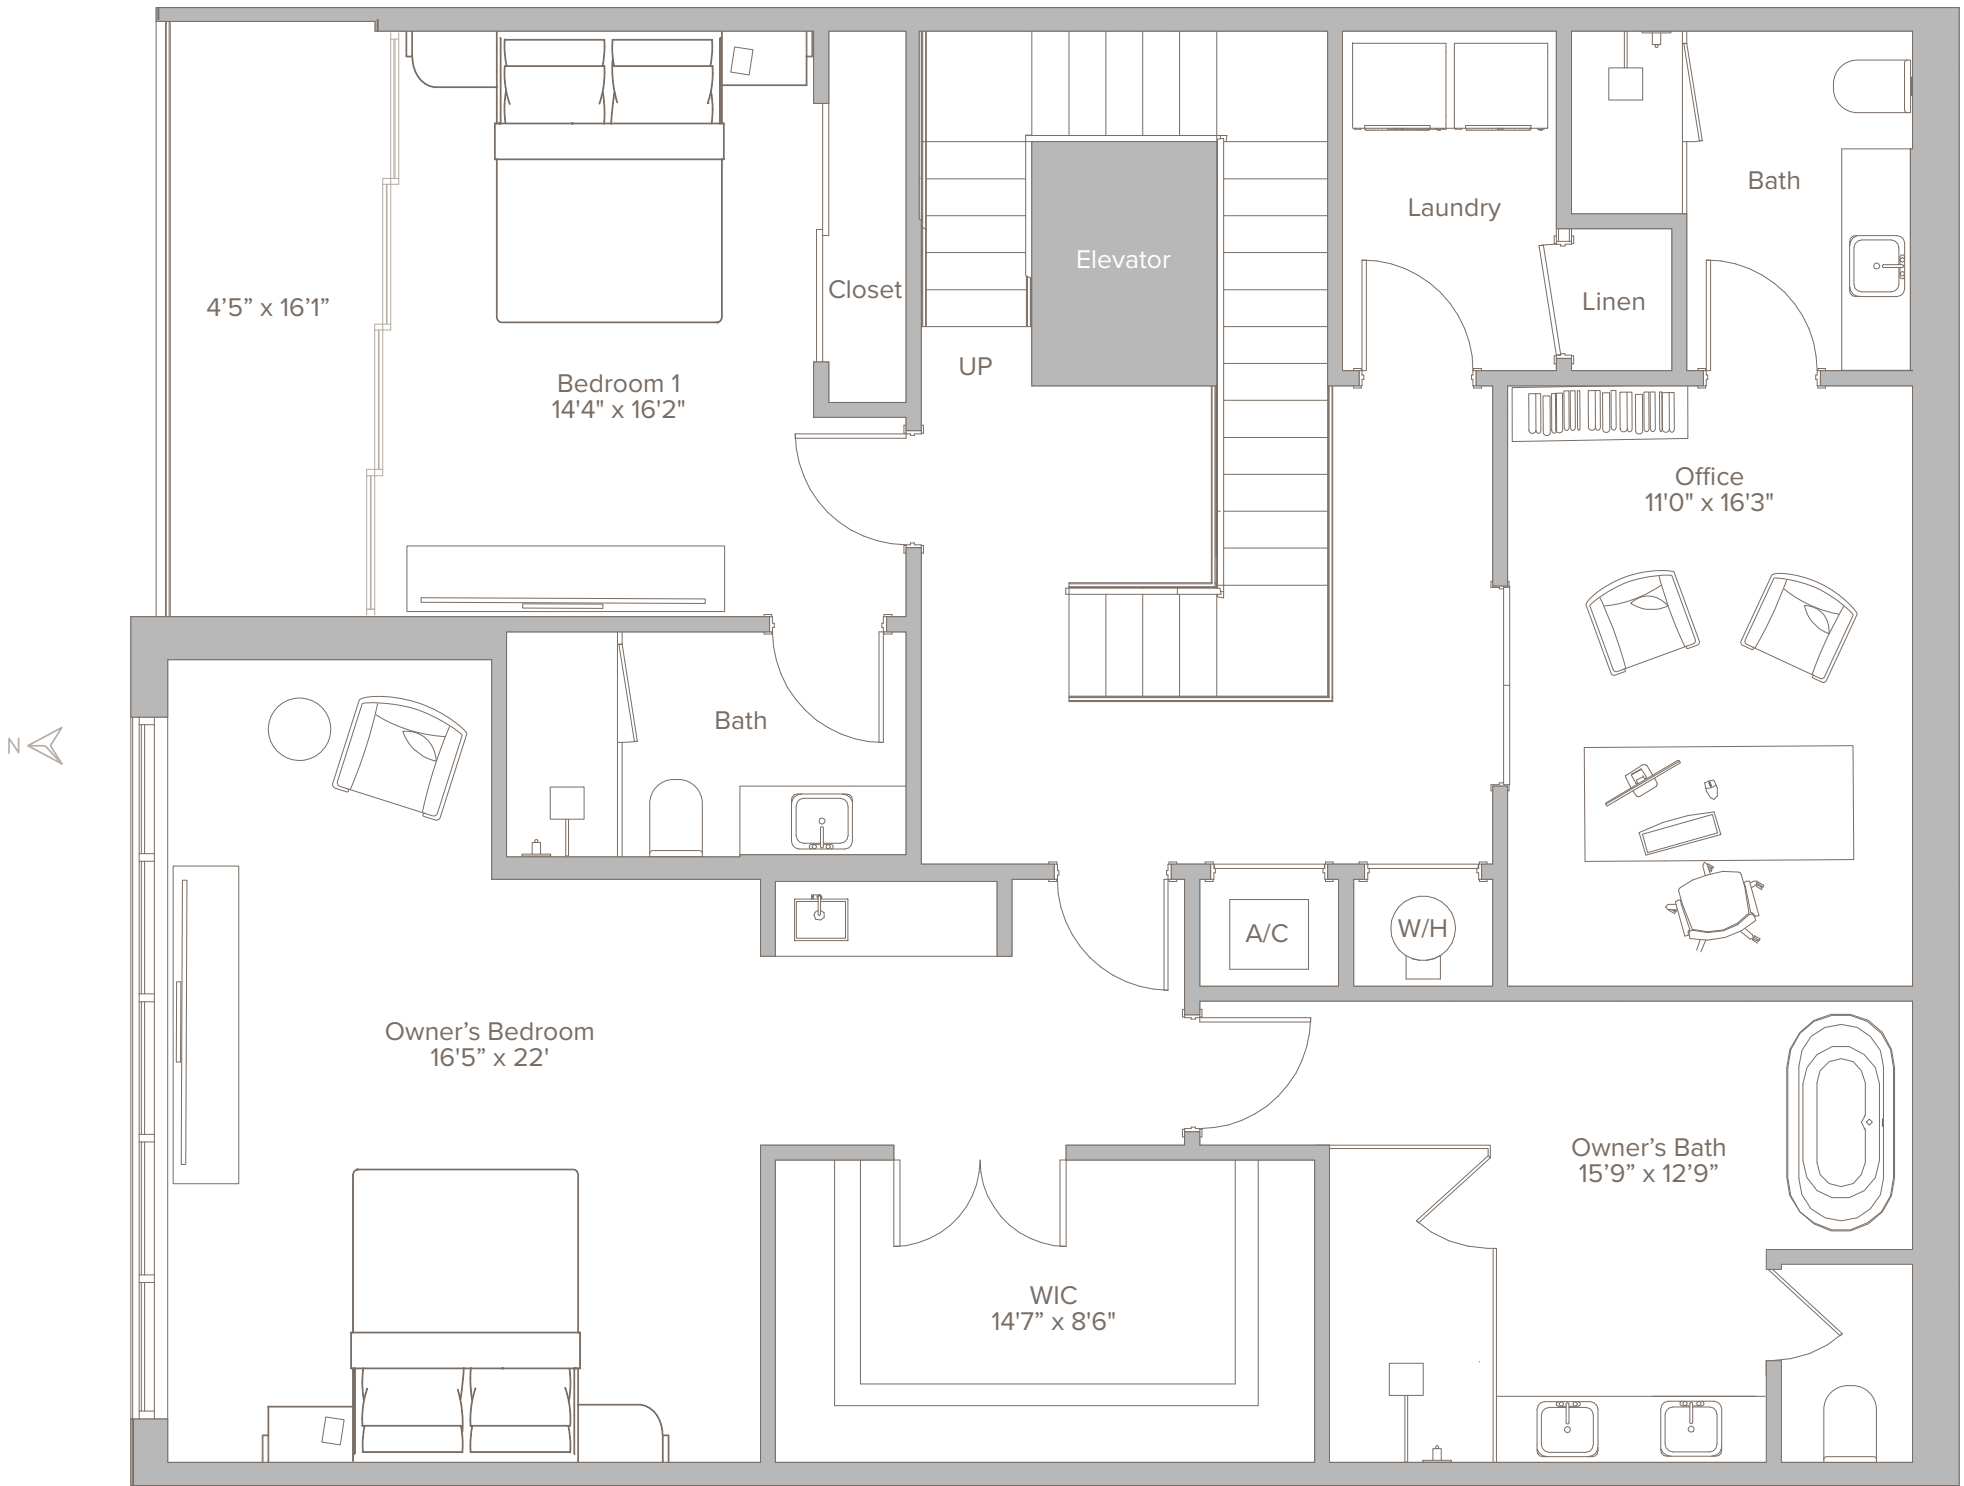 Bath
Laundry
Elevator
Closet
Linen
4’5” x 16’1”
UP
Bedroom 1
14'4" x 16'2"
Office
11'0" x 16'3"
Bath
N
A/C
W/H
Owner’s Bedroom
16'5” x 22'
Owner’s Bath
15’9” x 12’9”
WIC
14'7” x 8'6"